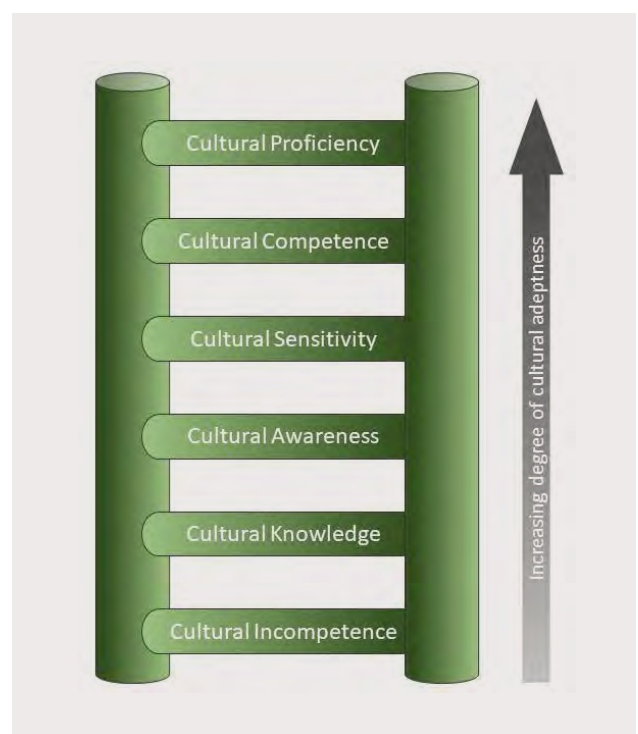 Cultural Proficiency
Cultural Competence
Cultural Sensitivity
Cultural Awareness
Cultural Knowledge
Cultural Incompetence
Increasing degree of cultural adeptness